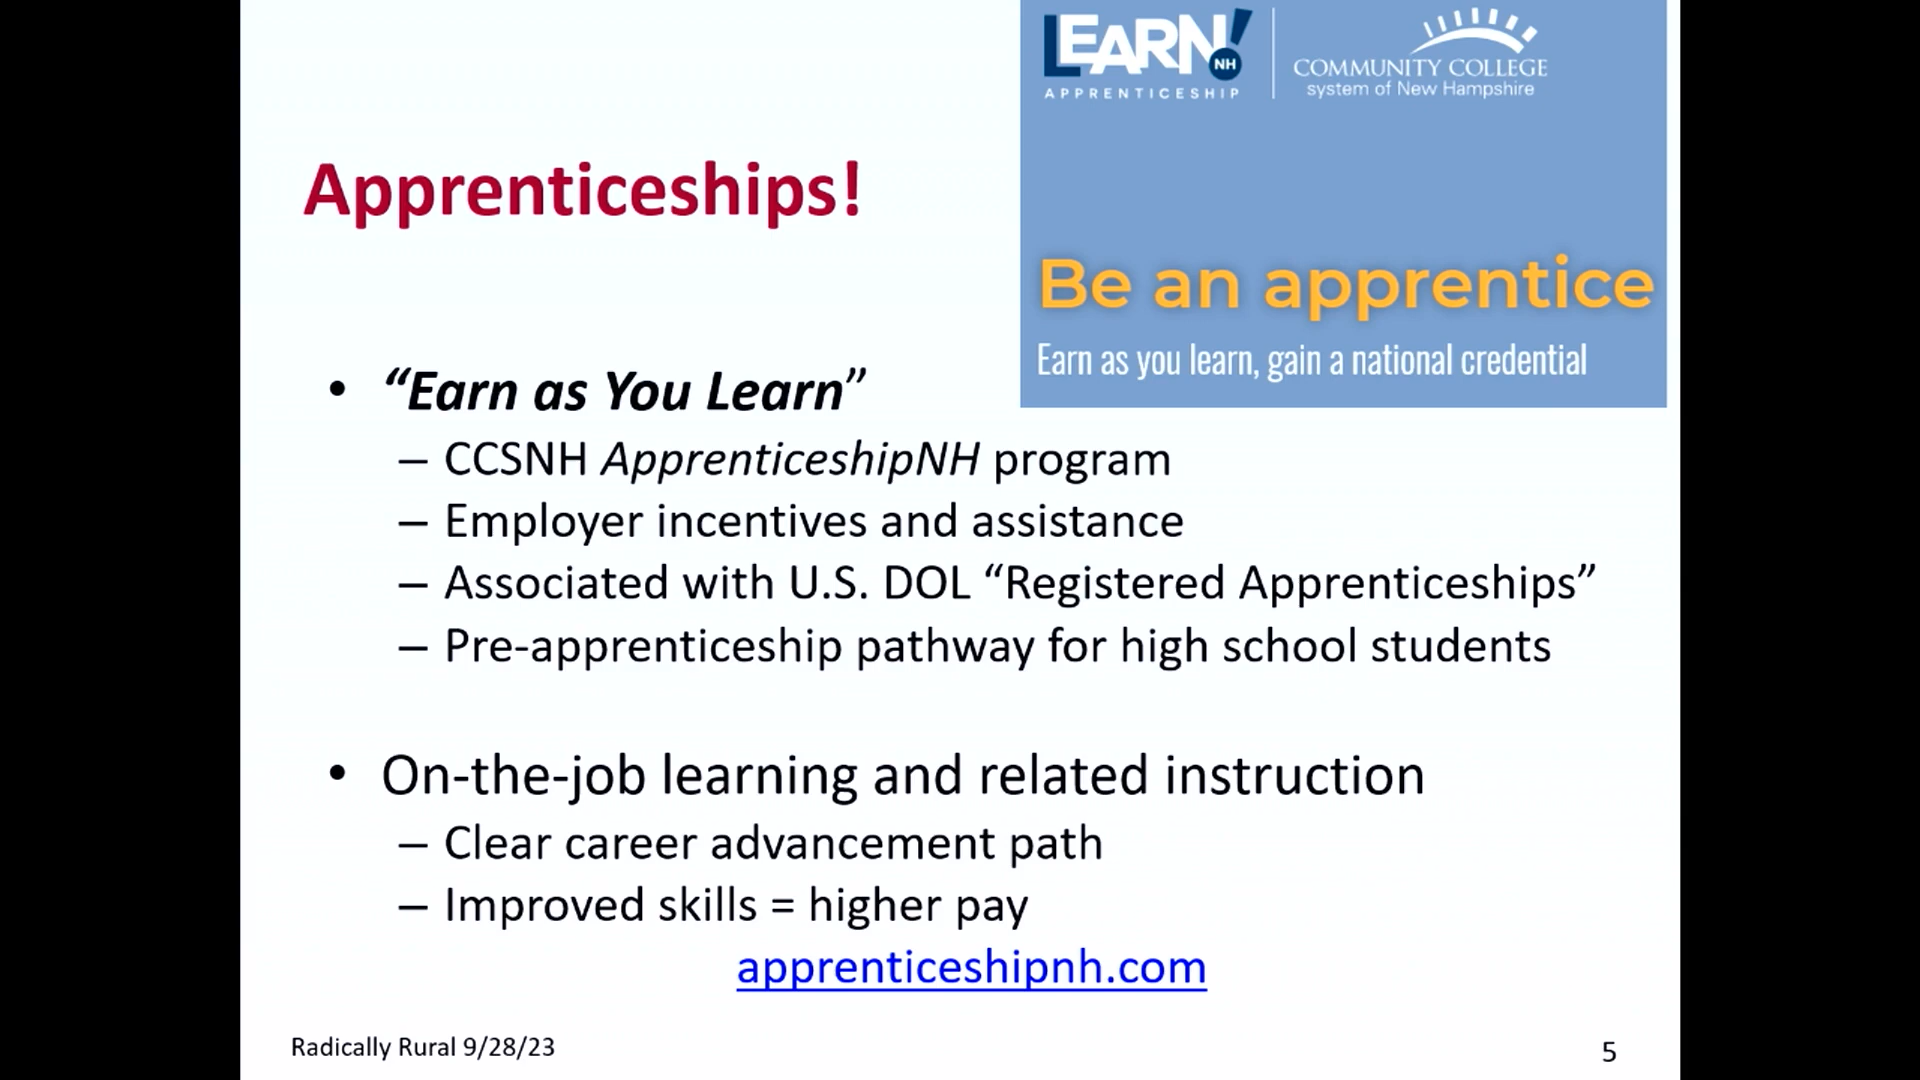 LEARN!
NH
APPRENTICESHIP
COMMUNITY COLLEGE
system of New Hampshire
Apprenticeships!
Be an apprentice
Earn as you learn, gain a national credential
• “Earn as You Learn”
– CCSNH ApprenticeshipNH program
– Employer incentives and assistance
– Associated with U.S. DOL “Registered Apprenticeships”
– Pre-apprenticeship pathway for high school students
• On-the-job learning and related instruction
– Clear career advancement path
– Improved skills = higher pay
apprenticeshipnh.com
Radically Rural 9/28/23
5